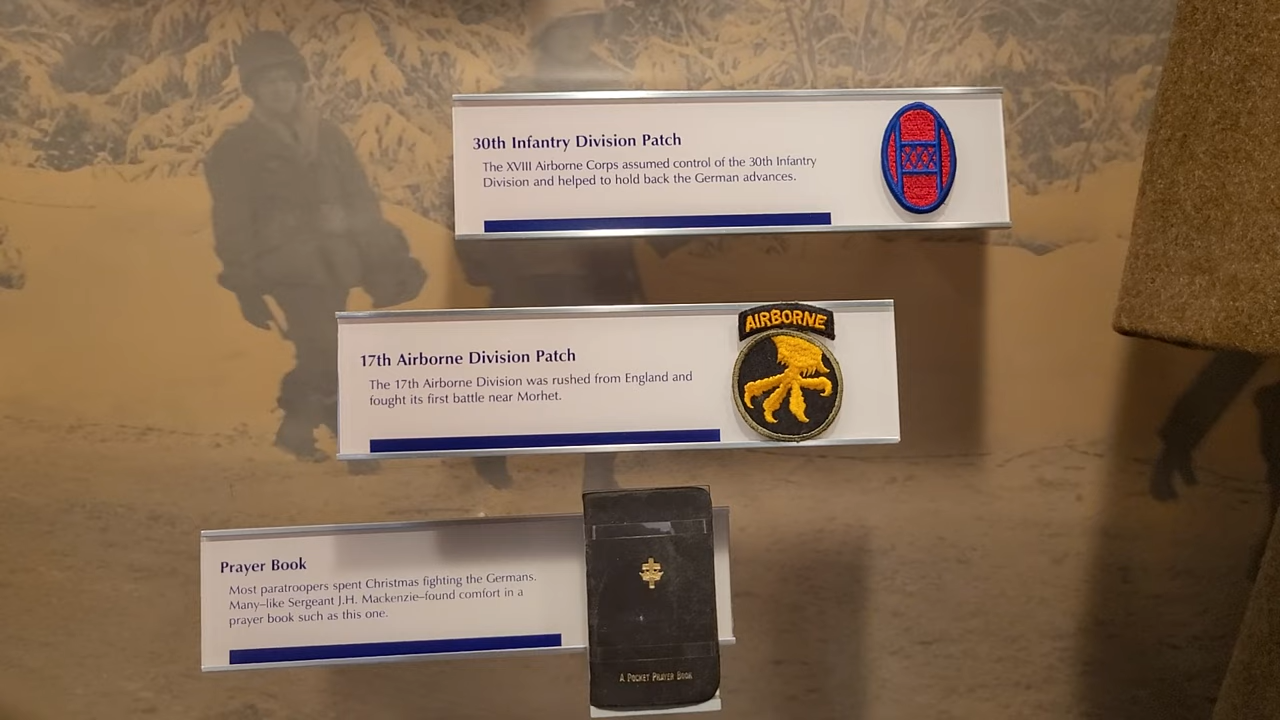 30th Infantry Division Patch
The XVIII Airborne Corps assumed control of the 30th Infantry
Division and helped to hold back the German advances.
XXX
17th Airborne Division Patch
The 17th Airborne Division was rushed from England and
fought its first battle near Morhet.
AIRBORNE
Prayer Book
Most paratroopers spent Christmas fighting the Germans.
Many–like Sergeant J.H. Mackenzie–found comfort in a
prayer book such as this one.
A POCKET PRAYER BOOK